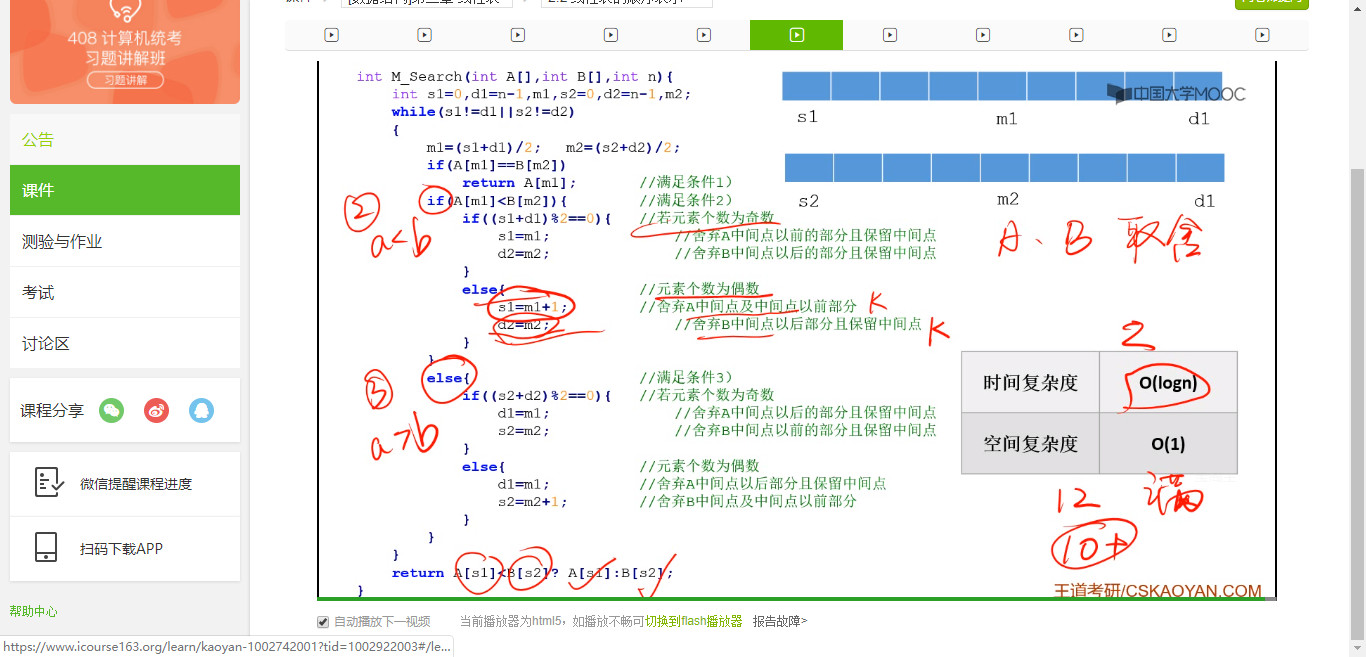 408 计算机统考
习题讲解班
习题讲解
公告
课件
测验与作业
考试
讨论区
课程分享
微信提醒课程进度
扫码下载APP
帮助中心
https://www.icourse163.org/learn/kaoyan-1002742001?tid=1002922003#/le...
int M_Search(int A[],int B[],int n){
int s1=0,d1=n-1,m1,s2=0,d2=n-1,m2;
while(s1!=d1||s2!=d2)
{
m1=(s1+d1)/2; m2=(s2+d2)/2;
if(A[m1]==B[m2])
return A[m1]; //满足条件1)
if(A[m1]<B[m2]){ //满足条件2)
if((s1+d1)%2==0){ //若元素个数为奇数
s1=m1; //舍弃A中间点以前的部分且保留中间点
d2=m2; //舍弃B中间点以后的部分且保留中间点
}
else{ //元素个数为偶数
s1=m1+1; //舍弃A中间点及中间点以前部分
d2=m2; //舍弃B中间点以后部分且保留中间点
}
}
else{ //满足条件3)
if((s2+d2)%2==0){ //若元素个数为奇数
d1=m1; //舍弃A中间点以后的部分且保留中间点
s2=m2; //舍弃B中间点以前的部分且保留中间点
}
else{ //元素个数为偶数
d1=m1; //舍弃A中间点以后部分且保留中间点
s2=m2+1; //舍弃B中间点及中间点以前部分
}
}
}
return A[s1]<B[s2]? A[s1]:B[s2];
}
② a<b
③ a>b
K
K
中国大学MOOC
s1 m1 d1
s2 m2 d1
A、B 取舍
2
时间复杂度 O(logn)
空间复杂度 O(1)
12 满
10+
王道考研/CSKAOYAN.COM
自动播放下一视频 当前播放器为html5，如播放不畅可切换到flash播放器 报告故障>